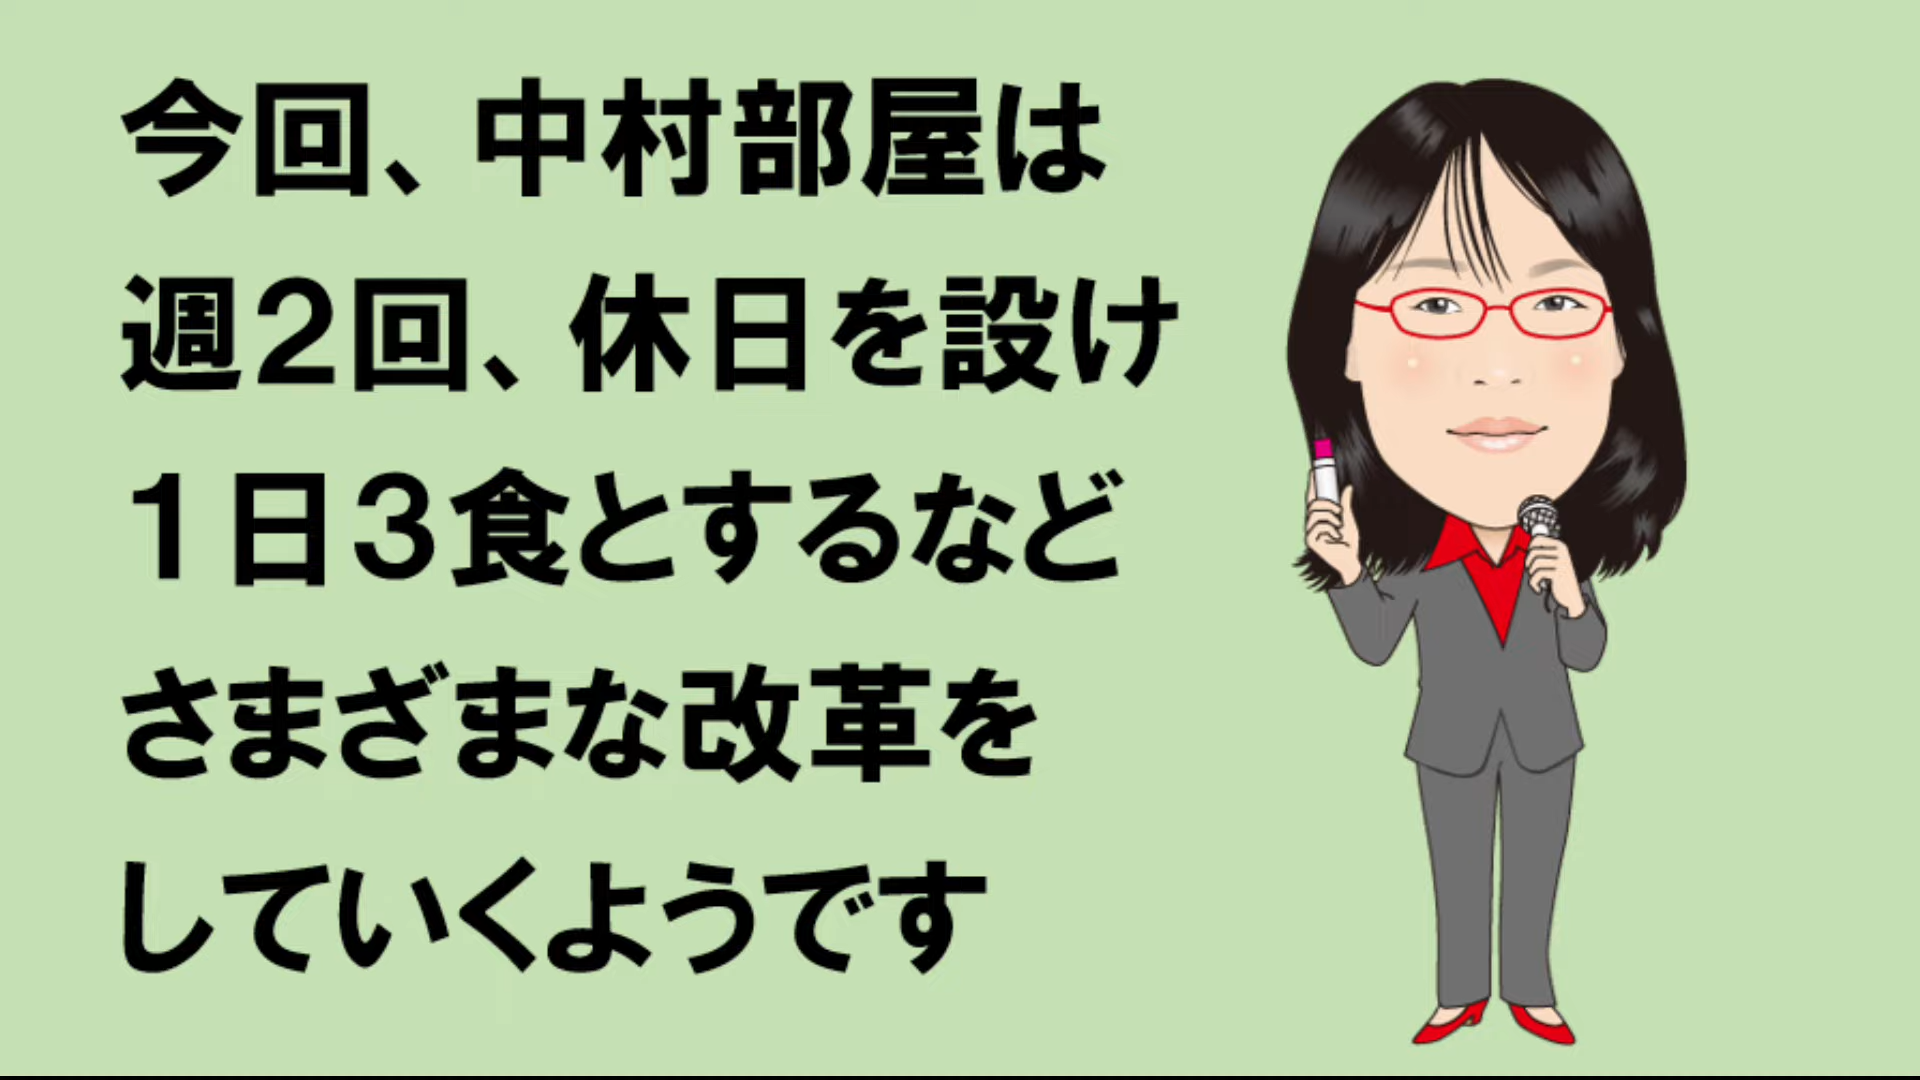 今回、中村部屋は
週２回、休日を設け
１日３食とするなど
さまざまな改革を
していくようです